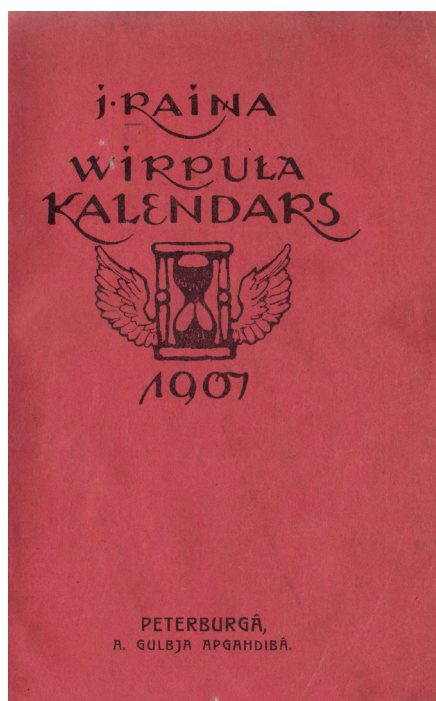 J. RAINA
WIRPUĻA
KALENDARS
1907
PETERBURGÂ,
A. GULBJA APGAHDIBÂ.